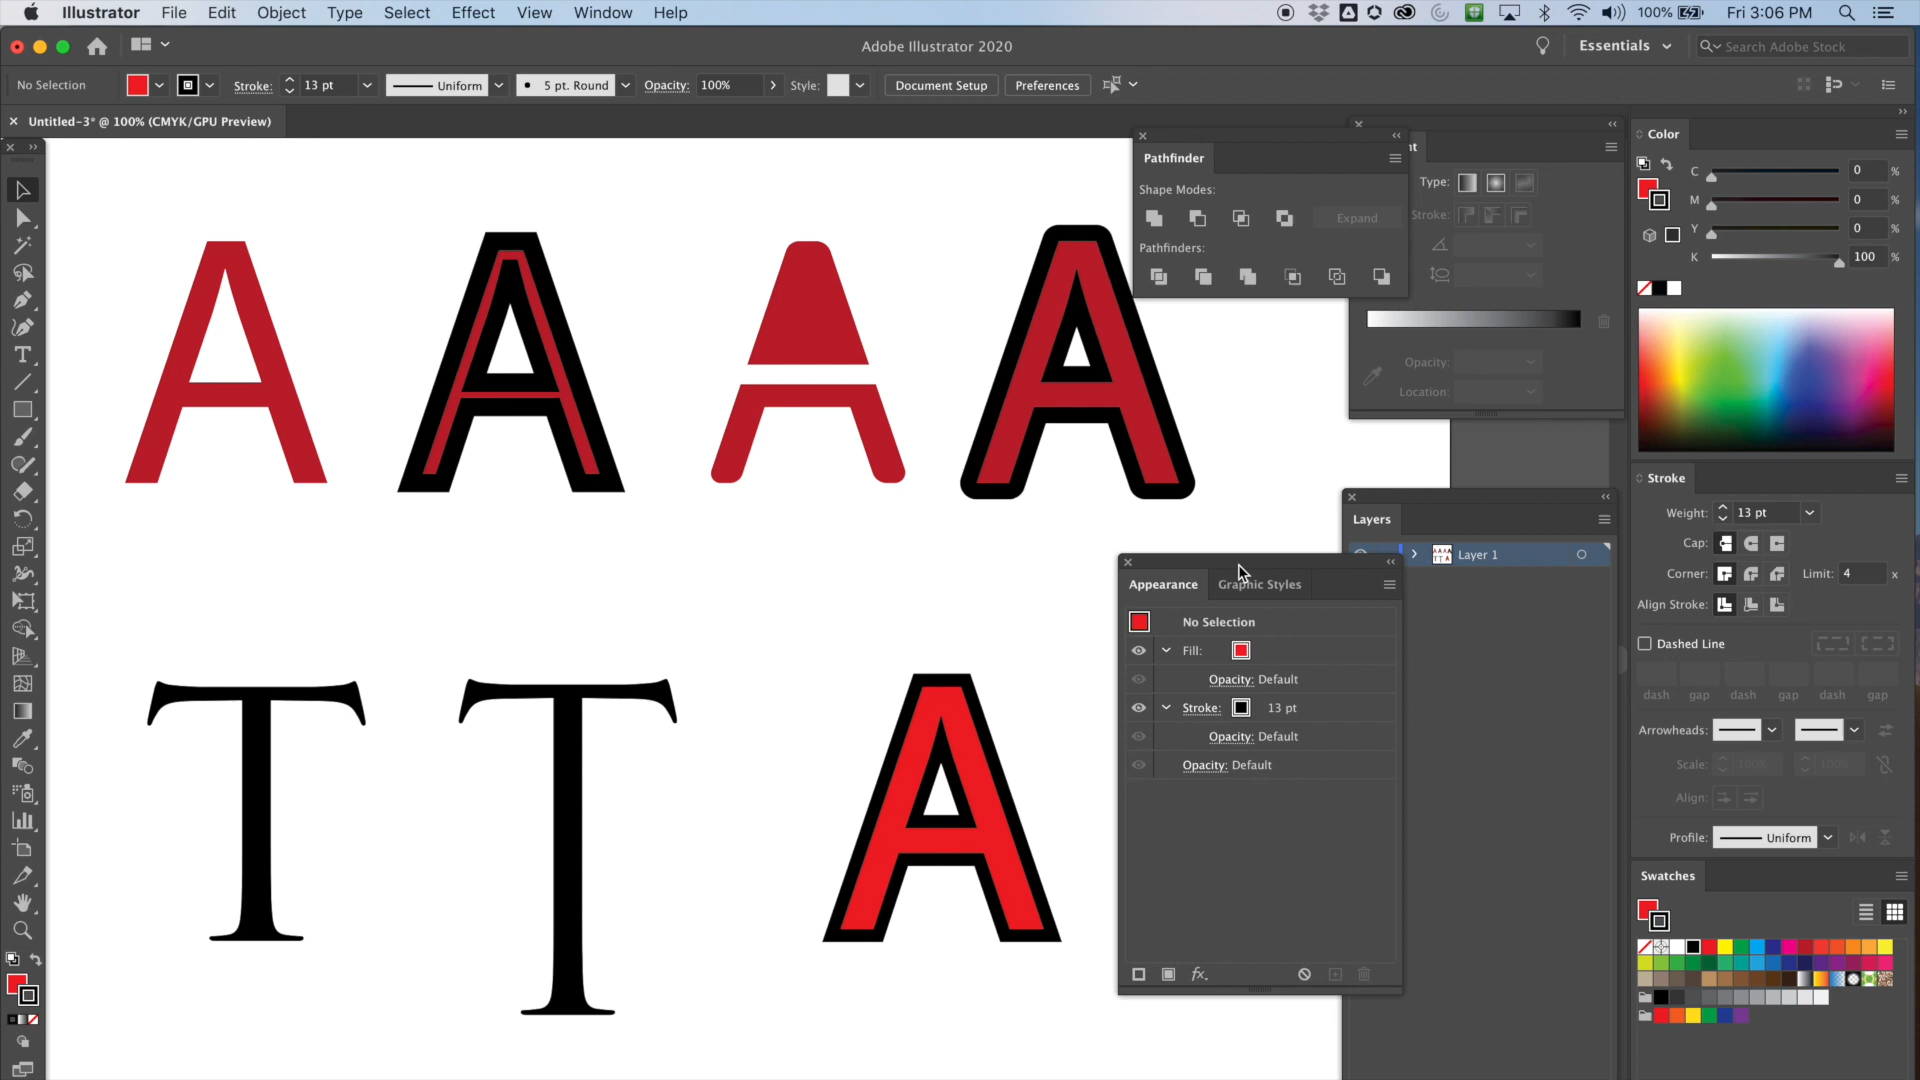 Illustrator File Edit Object Type Select Effect View Window Help 100% Fri 3:06 PM
Adobe Illustrator 2020 Essentials Search Adobe Stock
No Selection Stroke: 13 pt Uniform 5 pt. Round Opacity: 100% Style: Document Setup Preferences
Untitled-3* @ 100% (CMYK/GPU Preview)
A A A A
T T A
Pathfinder
Shape Modes:
Expand
Pathfinders:
nt
Type:
Stroke:
Opacity:
Location:
Layers
Layer 1
Appearance Graphic Styles
No Selection
Fill:
Opacity: Default
Stroke: 13 pt
Opacity: Default
Opacity: Default
Color
C 0 %
M 0 %
Y 0 %
K 100 %
Stroke
Weight: 13 pt
Cap:
Corner: Limit: 4 x
Align Stroke:
Dashed Line
dash gap dash gap dash gap
Arrowheads:
Scale: 100% 100%
Align:
Profile: Uniform
Swatches